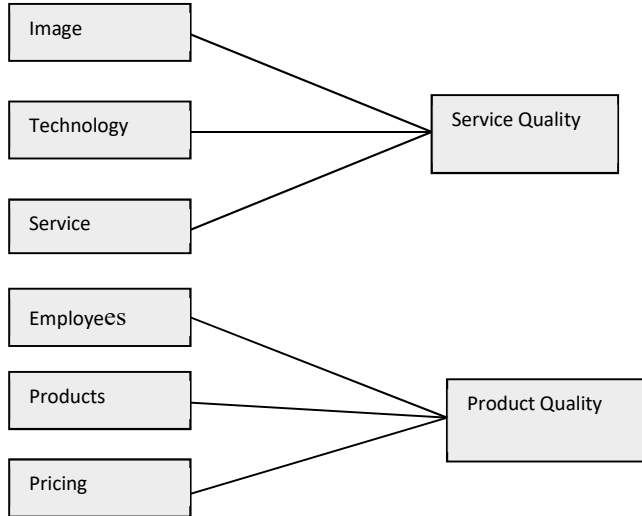 Image
Technology
Service Quality
Service
Employees
Products
Product Quality
Pricing